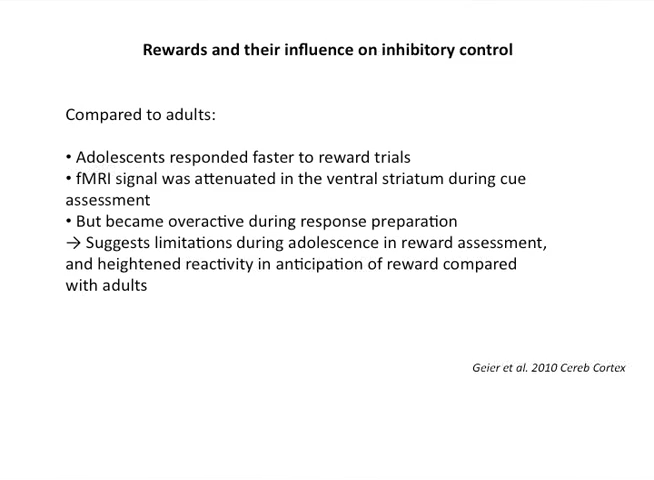 Rewards and their influence on inhibitory control
Compared to adults:
• Adolescents responded faster to reward trials
• fMRI signal was attenuated in the ventral striatum during cue
assessment
• But became overactive during response preparation
→ Suggests limitations during adolescence in reward assessment,
and heightened reactivity in anticipation of reward compared
with adults
Geier et al. 2010 Cereb Cortex